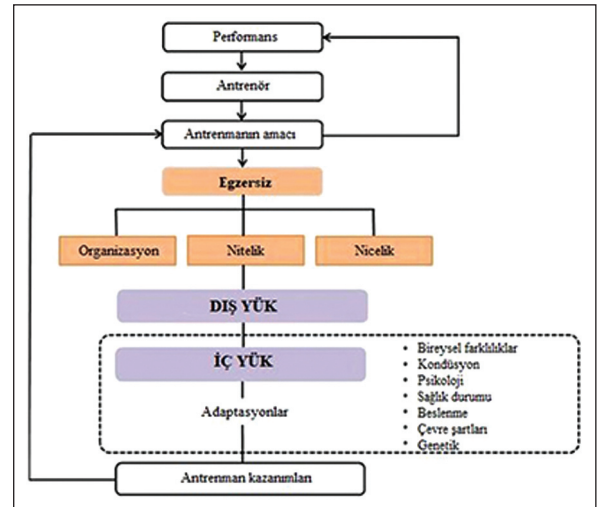 Performans
Antrenör
Antrenmanın amacı
Egzersiz
Organizasyon
Nitelik
Nicelik
DIŞ YÜK
İÇ YÜK
Adaptasyonlar
• Bireysel farklılıklar
• Kondüsyon
• Psikoloji
• Sağlık durumu
• Beslenme
• Çevre şartları
• Genetik
Antrenman kazanımları